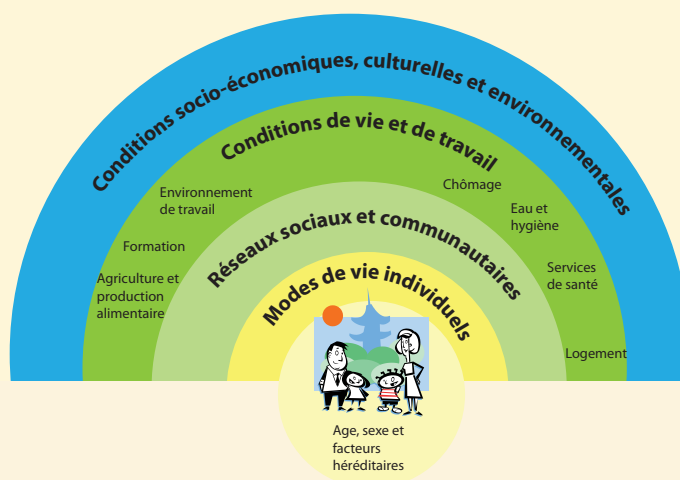 Conditions socio-économiques, culturelles et environnementales
Conditions de vie et de travail
Chômage
Environnement
de travail
Eau et
hygiène
Formation
Réseaux sociaux et communautaires
Services
de santé
Agriculture et
production
alimentaire
Modes de vie individuels
Logement
Age, sexe et
facteurs
héréditaires